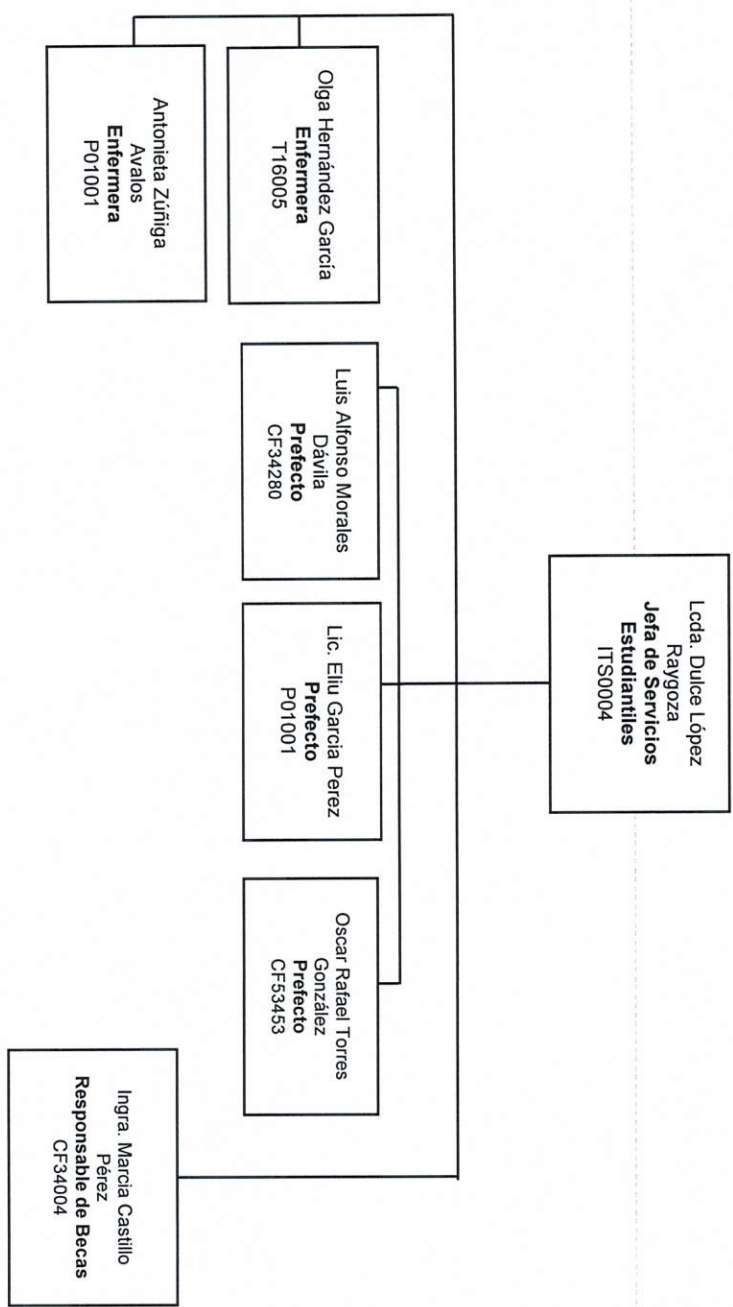 Lcda. Dulce López
Raygoza
Jefa de Servicios
Estudiantiles
ITS0004
Olga Hernández García
Enfermera
T16005
Antonieta Zúñiga
Avalos
Enfermera
P01001
Luis Alfonso Morales
Dávila
Prefecto
CF34280
Lic. Eliu Garcia Perez
Prefecto
P01001
Oscar Rafael Torres
González
Prefecto
CF53453
Ingra. Marcia Castillo
Pérez
Responsable de Becas
CF34004